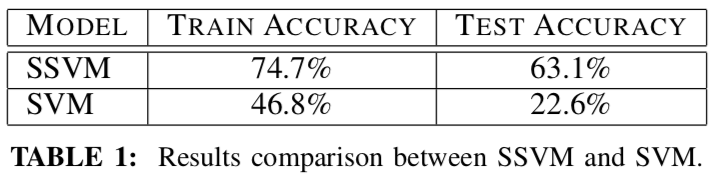 MODEL TRAIN ACCURACY TEST ACCURACY
SSVM 74.7% 63.1%
SVM 46.8% 22.6%
TABLE 1: Results comparison between SSVM and SVM.